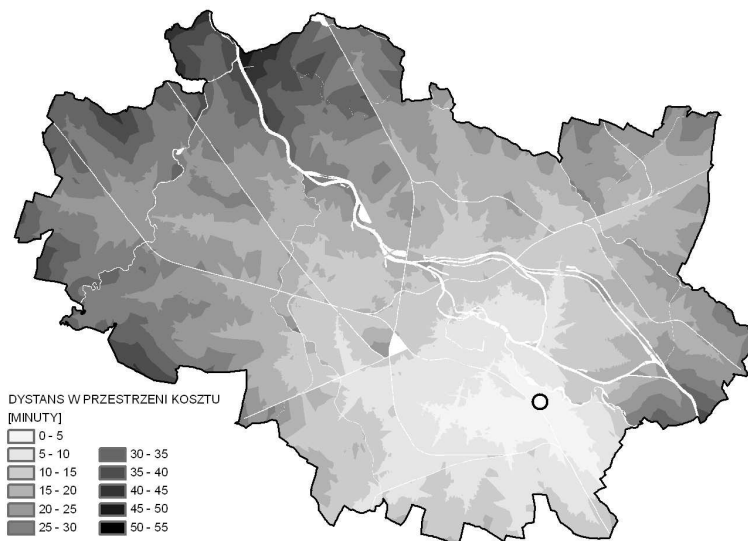 DYSTANS W PRZESTRZENI KOSZTU
[MINUTY]
0 - 5
5 - 10
10 - 15
15 - 20
20 - 25
25 - 30
30 - 35
35 - 40
40 - 45
45 - 50
50 - 55